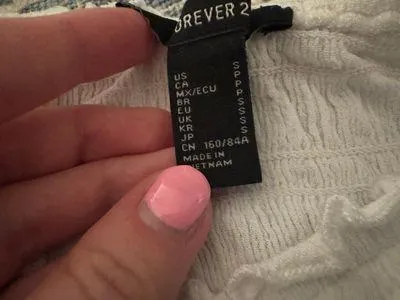 OREVER 2
US S
CA P
MX/ECU P
BR P
EU S
UK S
KR S
JP S
CN 160/84A
MADE IN
IETNAM